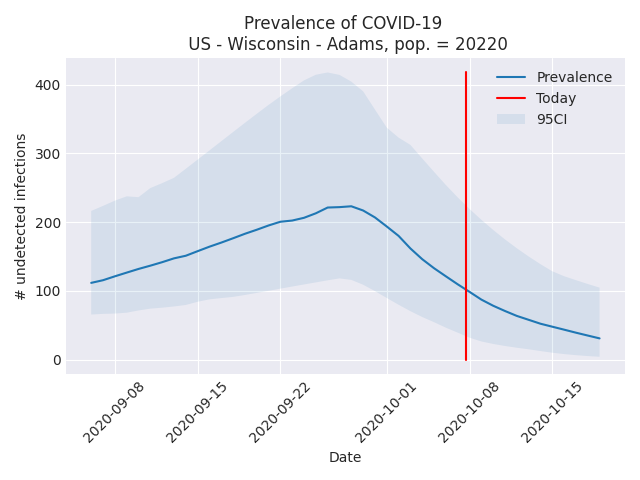 Prevalence of COVID-19
US - Wisconsin - Adams, pop. = 20220
# undetected infections
400
300
200
100
0
Prevalence
Today
95CI
2020-09-08
2020-09-15
2020-09-22
2020-10-01
2020-10-08
2020-10-15
Date